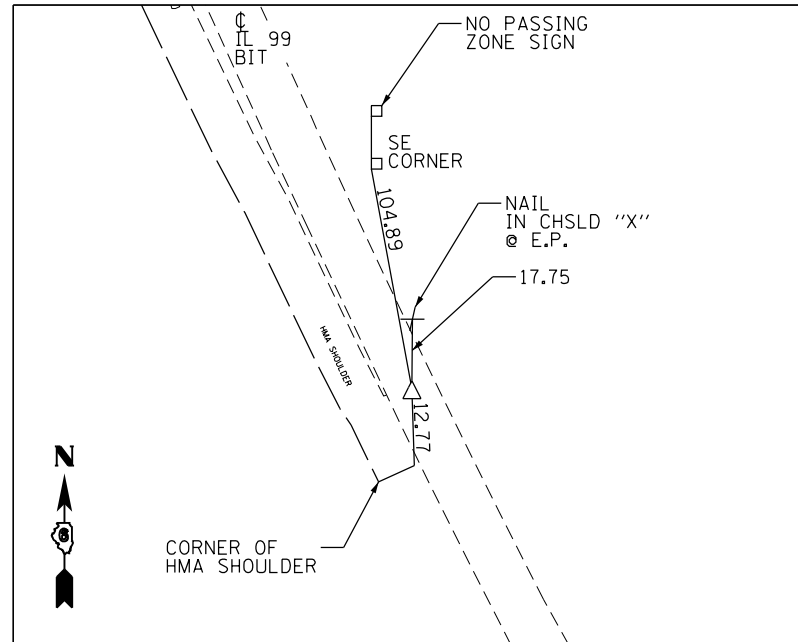 ℄
IL 99
BIT
NO PASSING
ZONE SIGN
SE
CORNER
104.89
NAIL
IN CHSLD "X"
@ E.P.
17.75
HMA SHOULDER
12.77
N
CORNER OF
HMA SHOULDER